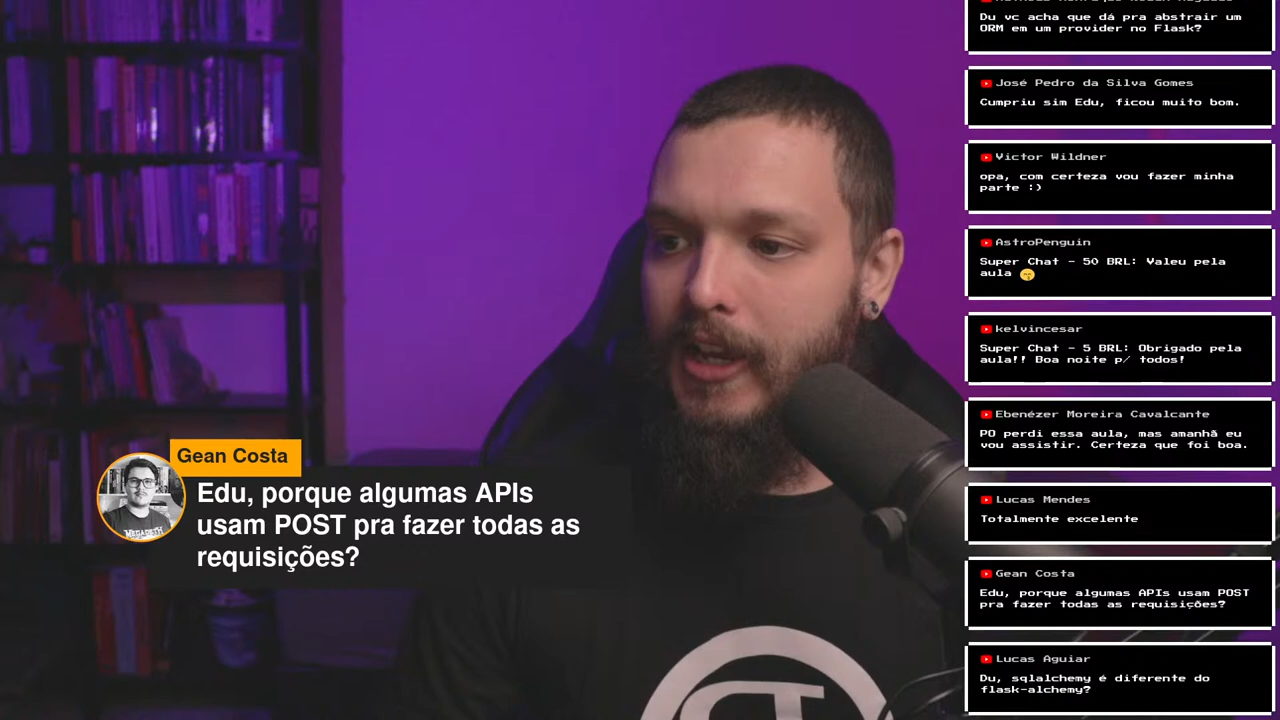 Du vc acha que dá pra abstrair um
ORM em um provider no Flask?
José Pedro da Silva Gomes
Cumpriu sim Edu, ficou muito bom.
Victor Wildner
opa, com certeza vou fazer minha
parte :)
AstroPenguin
Super Chat - 50 BRL: Valeu pela
aula
kelvincesar
Super Chat - 5 BRL: Obrigado pela
aula!! Boa noite p/ todos!
Ebenézer Moreira Cavalcante
PO perdi essa aula, mas amanhã eu
vou assistir. Certeza que foi boa.
Lucas Mendes
Totalmente excelente
Gean Costa
Edu, porque algumas APIs usam POST
pra fazer todas as requisições?
Lucas Aguiar
Du, sqlalchemy é diferente do
flask-alchemy?
Gean Costa
Edu, porque algumas APIs
usam POST pra fazer todas as
requisições?
MEGADETH